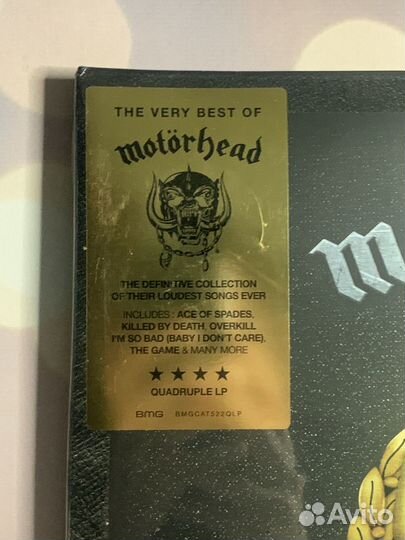 THE VERY BEST OF
motörhead
THE DEFINITIVE COLLECTION
OF THEIR LOUDEST SONGS EVER
INCLUDES : ACE OF SPADES,
KILLED BY DEATH, OVERKILL
I'M SO BAD (BABY I DON'T CARE),
THE GAME & MANY MORE
★ ★ ★ ★
QUADRUPLE LP
BMG BMGCAT522QLP
M
Avito